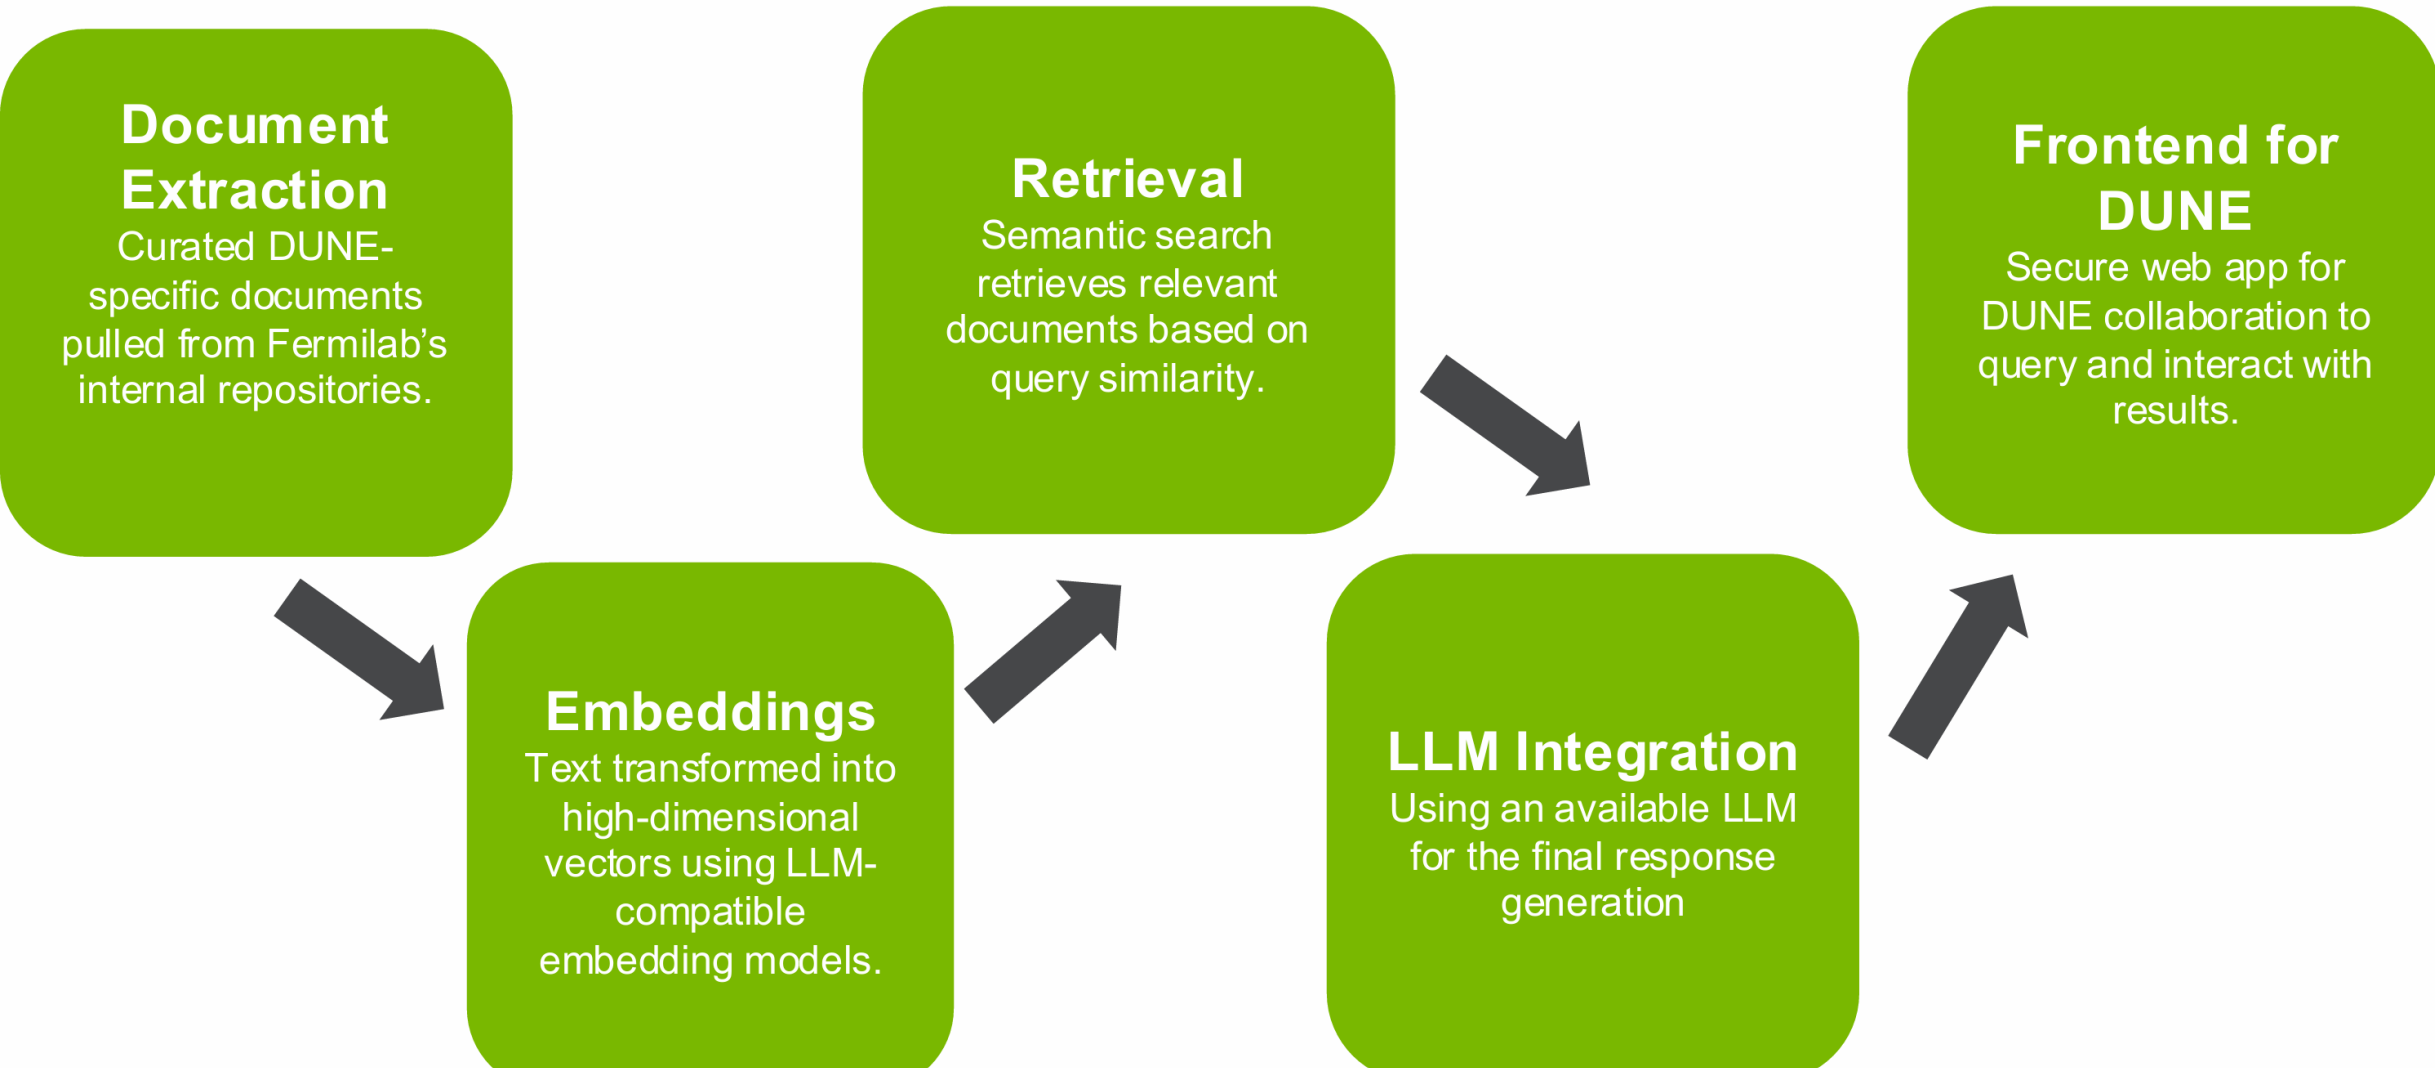 Document
Extraction
Curated DUNE-
specific documents
pulled from Fermilab’s
internal repositories.
Embeddings
Text transformed into
high-dimensional
vectors using LLM-
compatible
embedding models.
Retrieval
Semantic search
retrieves relevant
documents based on
query similarity.
LLM Integration
Using an available LLM
for the final response
generation
Frontend for
DUNE
Secure web app for
DUNE collaboration to
query and interact with
results.